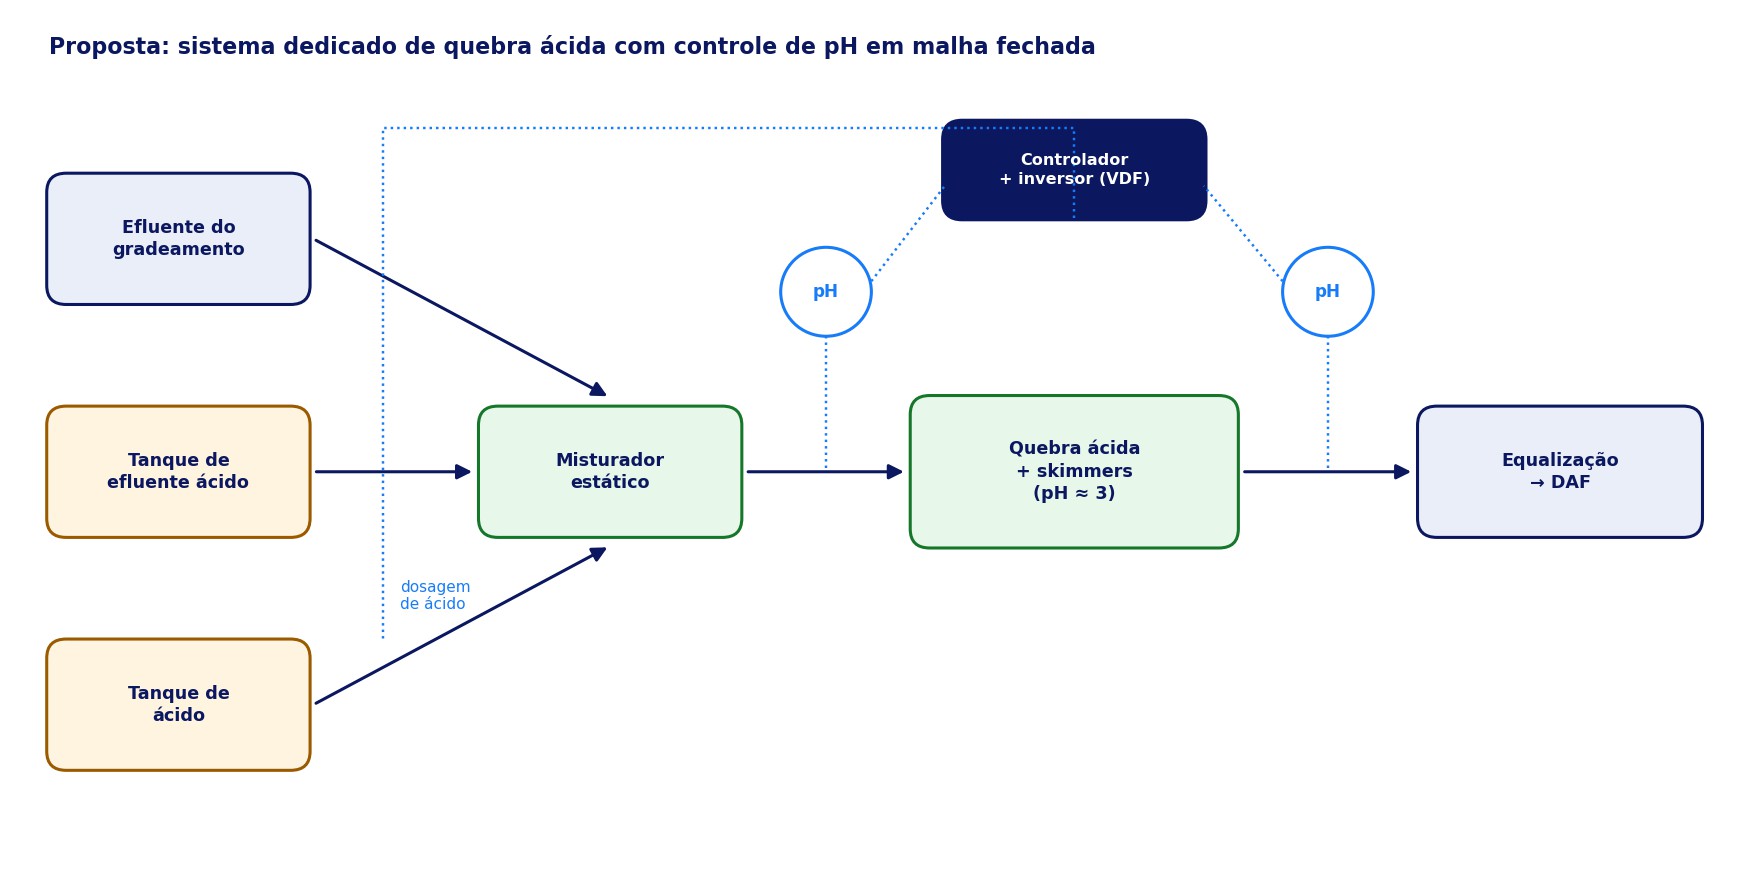 Proposta: sistema dedicado de quebra ácida com controle de pH em malha fechada
Controlador
+ inversor (VDF)
Efluente do
gradeamento
pH
pH
Tanque de
efluente ácido
Misturador
estático
Quebra ácida
+ skimmers
(pH ≈ 3)
Equalização
→ DAF
dosagem
de ácido
Tanque de
ácido